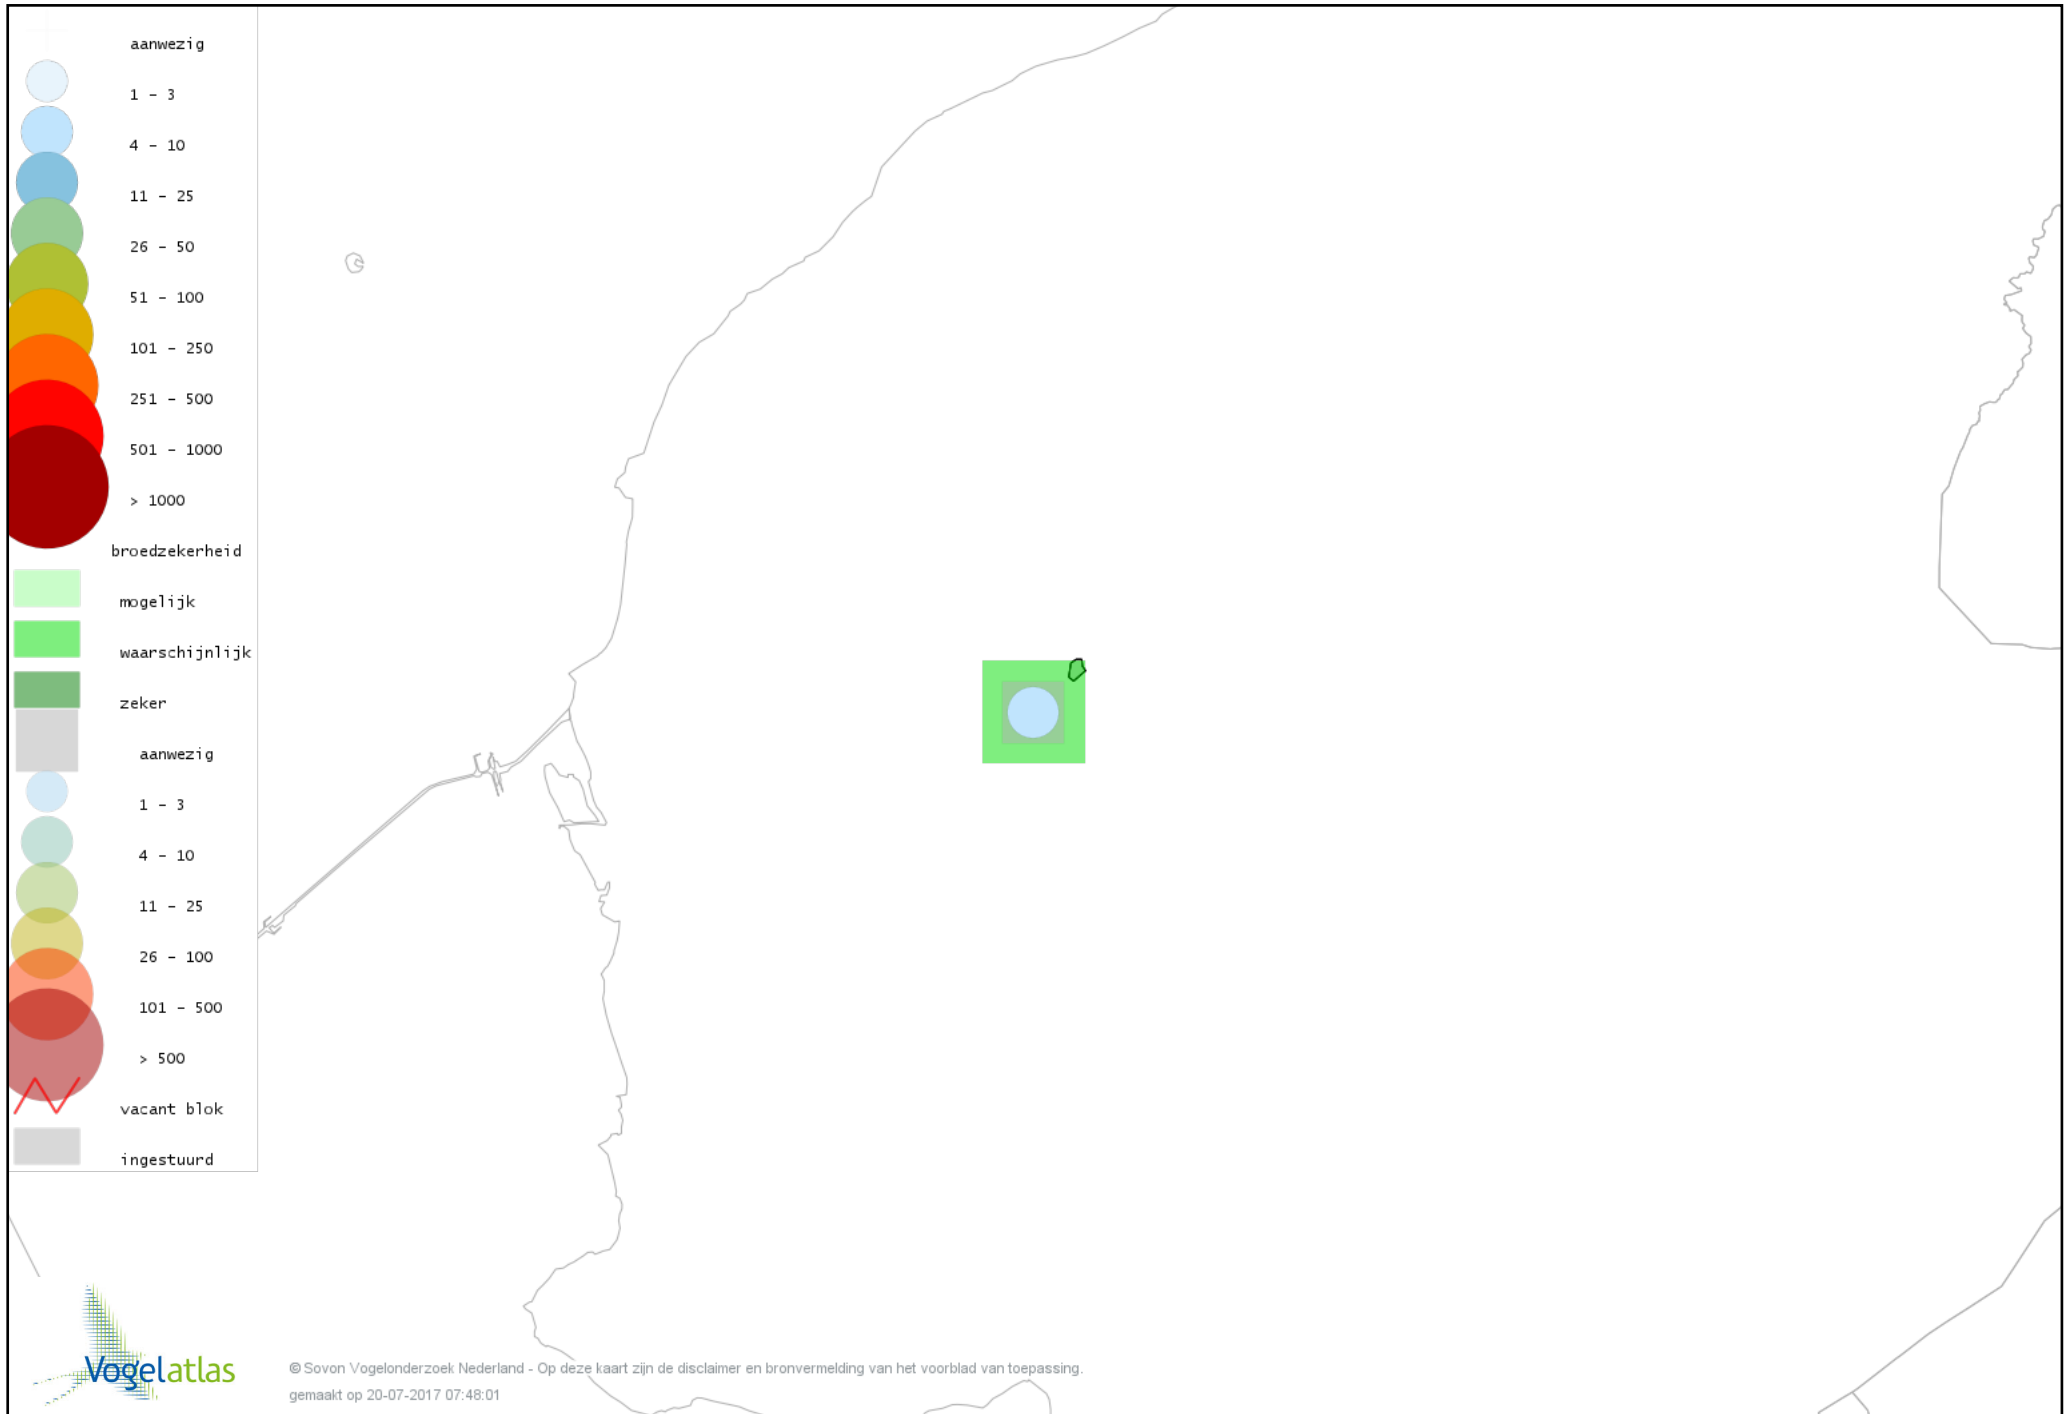 aanwezig
1 - 3
4 - 10
11 - 25
26 - 50
51 - 100
101 - 250
251 - 500
501 - 1000
> 1000
broedzekerheid
mogelijk
waarschijnlijk
zeker
aanwezig
1 - 3
4 - 10
11 - 25
26 - 100
101 - 500
> 500
vacant blok
ingestuurd
Vogelatlas
© Sovon Vogelonderzoek Nederland - Op deze kaart zijn de disclaimer en bronvermelding van het voorblad van toepassing.
gemaakt op 20-07-2017 07:48:01